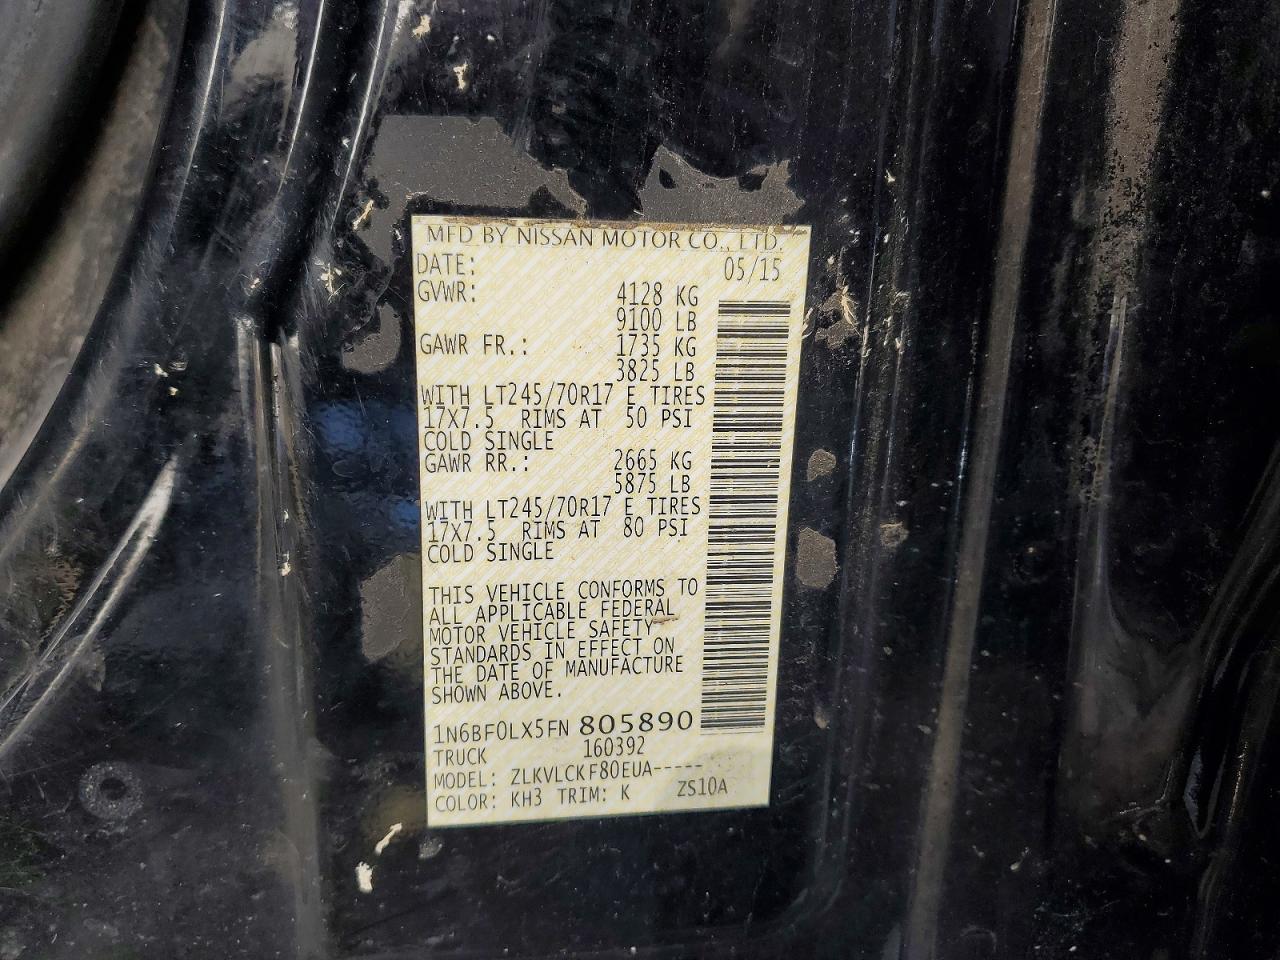 MFD BY NISSAN MOTOR CO., LTD.
DATE: 05/15
GVWR: 4128 KG
9100 LB
GAWR FR.: 1735 KG
3825 LB
WITH LT245/70R17 E TIRES
17X7.5 RIMS AT 50 PSI
COLD SINGLE
GAWR RR.: 2665 KG
5875 LB
WITH LT245/70R17 E TIRES
17X7.5 RIMS AT 80 PSI
COLD SINGLE
THIS VEHICLE CONFORMS TO
ALL APPLICABLE FEDERAL
MOTOR VEHICLE SAFETY
STANDARDS IN EFFECT ON
THE DATE OF MANUFACTURE
SHOWN ABOVE.
1N6BF0LX5FN 805890
TRUCK 160392
MODEL: ZLKVLCKF80EUA-----
COLOR: KH3 TRIM: K ZS10A